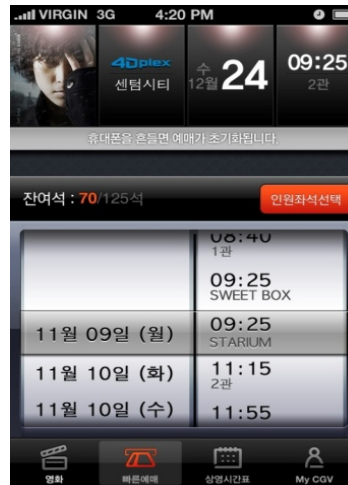 VIRGIN 3G 4:20 PM
4Dplex
센텀시티
수
12월 24
09:25
2관
휴대폰을 흔들면 예매가 초기화됩니다.
잔여석 : 70/125석
인원좌석선택
08:40
1관
09:25
SWEET BOX
11월 09일 (월)
09:25
STARIUM
11월 10일 (화)
11:15
2관
11월 10일 (수)
11:55
영화
빠른예매
상영시간표
My CGV